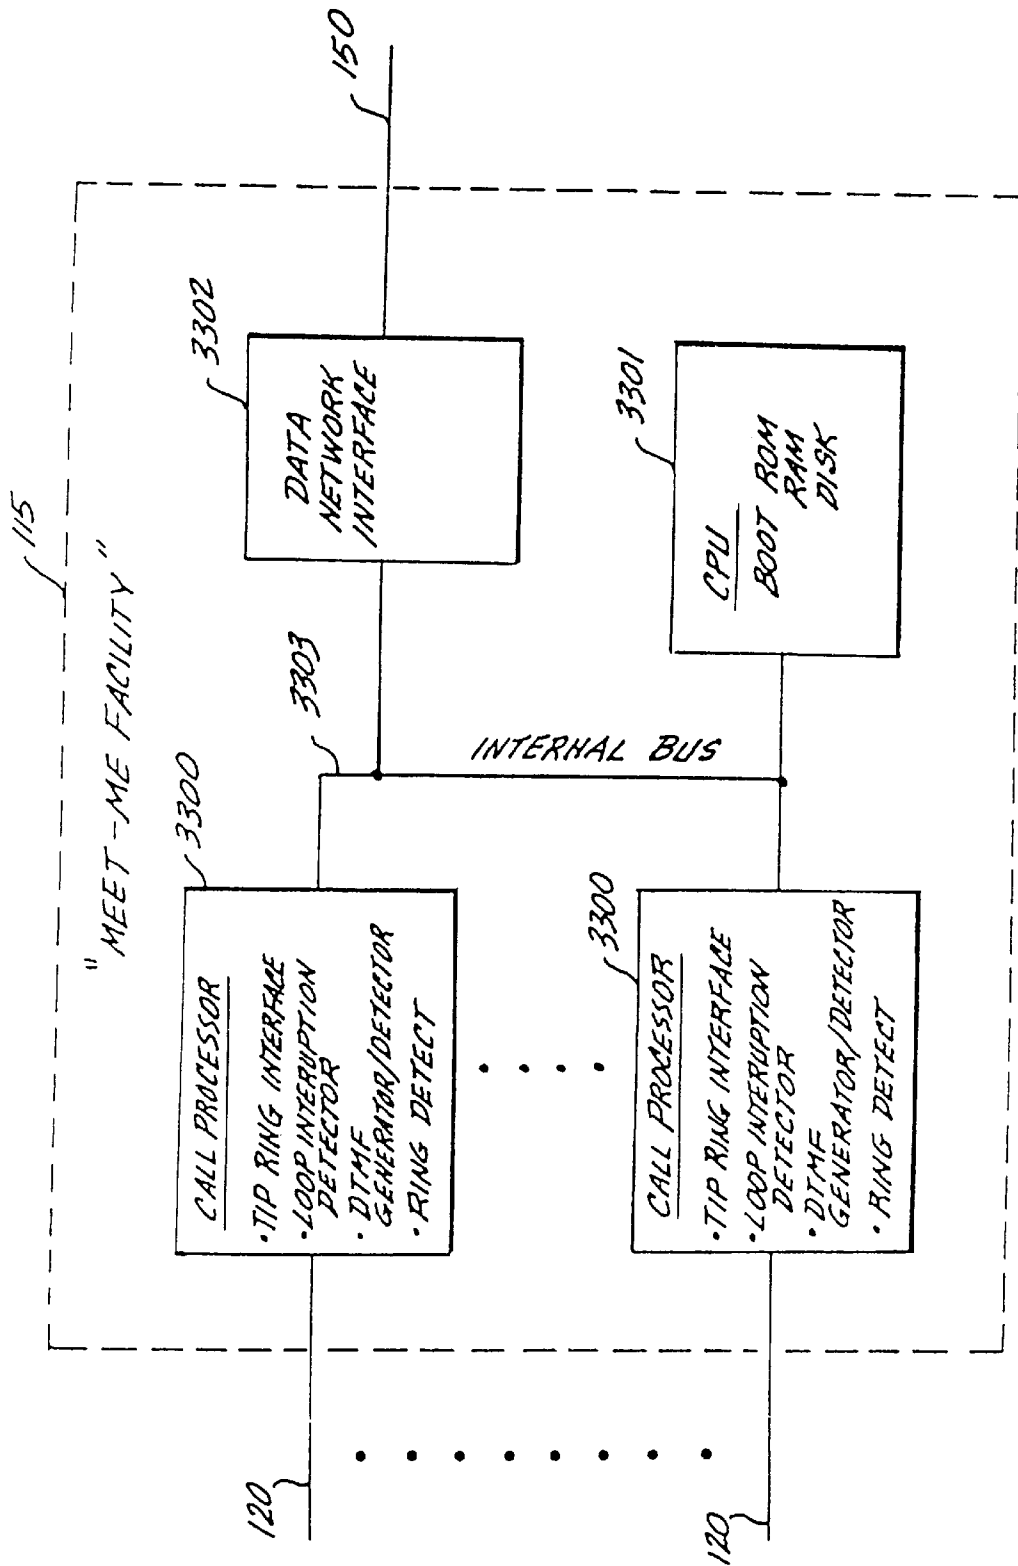 115
"MEET-ME FACILITY"
120
3300
CALL PROCESSOR
•TIP RING INTERFACE
•LOOP INTERUPTION
DETECTOR
•DTMF
GENERATOR/DETECTOR
•RING DETECT
3303
INTERNAL BUS
3302
DATA
NETWORK
INTERFACE
150
120
3300
CALL PROCESSOR
•TIP RING INTERFACE
•LOOP INTERUPTION
DETECTOR
•DTMF
GENERATOR/DETECTOR
•RING DETECT
3301
CPU
BOOT ROM
RAM
DISK